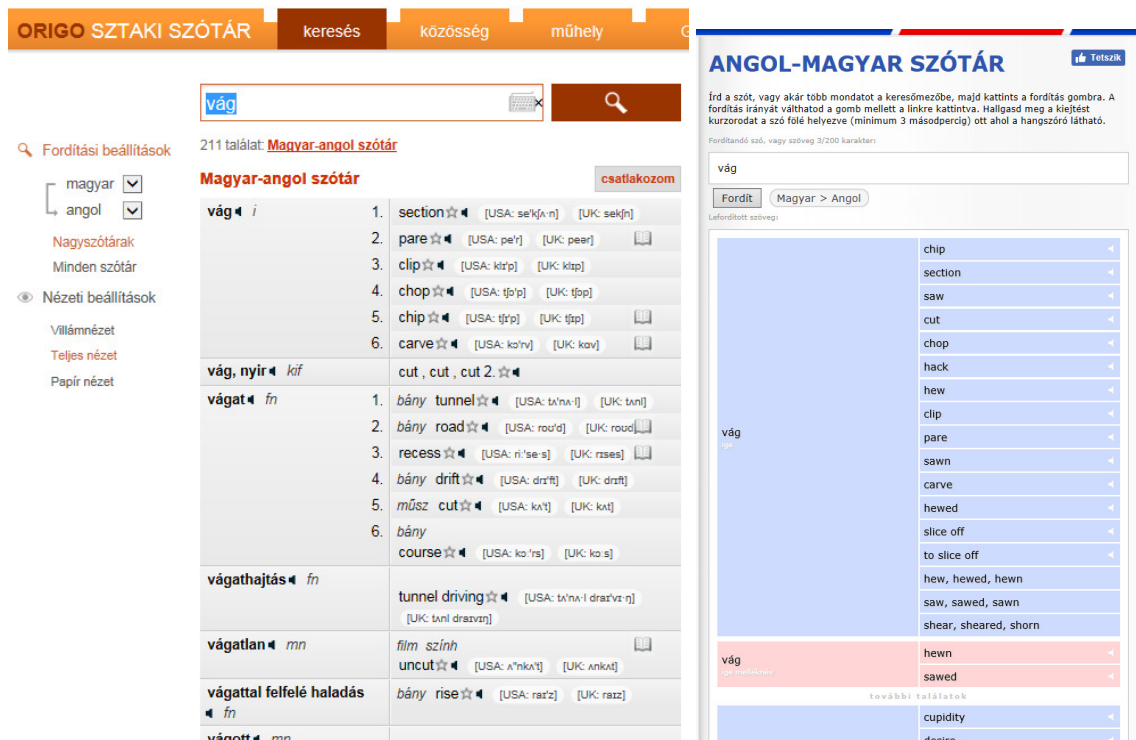 ORIGO SZTAKI SZÓTÁR keresés közösség műhely G
vág
211 találat: Magyar-angol szótár
Fordítási beállítások
magyar
angol
Nagyszótárak
Minden szótár
Nézeti beállítások
Villámnézet
Teljes nézet
Papír nézet
Magyar-angol szótár csatlakozom
vág i 1. section [USA: se'kʃʌ·n] [UK: sekʃn]
2. pare [USA: pe'r] [UK: peər]
3. clip [USA: klɪ'p] [UK: klɪp]
4. chop [USA: tʃɒ'p] [UK: tʃɒp]
5. chip [USA: tʃɪ'p] [UK: tʃɪp]
6. carve [USA: kɔ'rv] [UK: kɑv]
vág, nyir kif cut , cut , cut 2.
vágat fn 1. bány tunnel [USA: tʌ'nʌ·l] [UK: tʌnl]
2. bány road [USA: roʊ'd] [UK: roʊd]
3. recess [USA: ri:'se·s] [UK: rɪses]
4. bány drift [USA: drɪ'ft] [UK: drɪft]
5. műsz cut [USA: kʌ't] [UK: kʌt]
6. bány
course [USA: kɔ:'rs] [UK: kɔ:s]
vágathajtás fn
tunnel driving [USA: tʌ'nʌ·l draɪ'vɪ·ŋ]
[UK: tʌnl draɪvɪŋ]
vágatlan mn film szính
uncut [USA: ʌ"nkʌ't] [UK: ʌnkʌt]
vágattal felfelé haladás bány rise [USA: raɪ'z] [UK: raɪz]
fn
vágott mn
ANGOL-MAGYAR SZÓTÁR
Tetszik
Írd a szót, vagy akár több mondatot a keresőmezőbe, majd kattints a fordítás gombra. A
fordítás irányát válthatod a gomb mellett a linkre kattintva. Hallgasd meg a kiejtést
kurzorodat a szó fölé helyezve (minimum 3 másodpercig) ott ahol a hangszóró látható.
Fordítandó szó, vagy szöveg 3/200 karakter:
vág
Fordít Magyar > Angol
Lefordított szöveg:
vág
ige
chip
section
saw
cut
chop
hack
hew
clip
pare
sawn
carve
hewed
slice off
to slice off
hew, hewed, hewn
saw, sawed, sawn
shear, sheared, shorn
vág
ige melléknév
hewn
sawed
további találatok
cupidity
desire